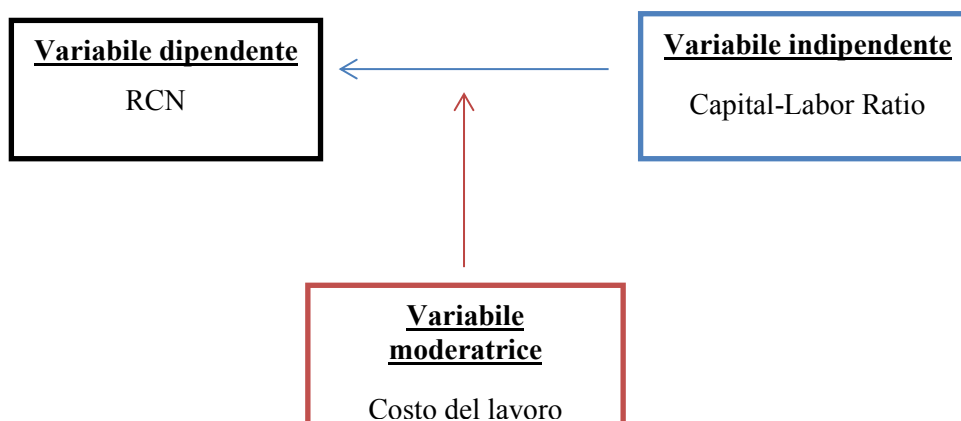 Variabile dipendente
RCN
Variabile indipendente
Capital-Labor Ratio
Variabile
moderatrice
Costo del lavoro